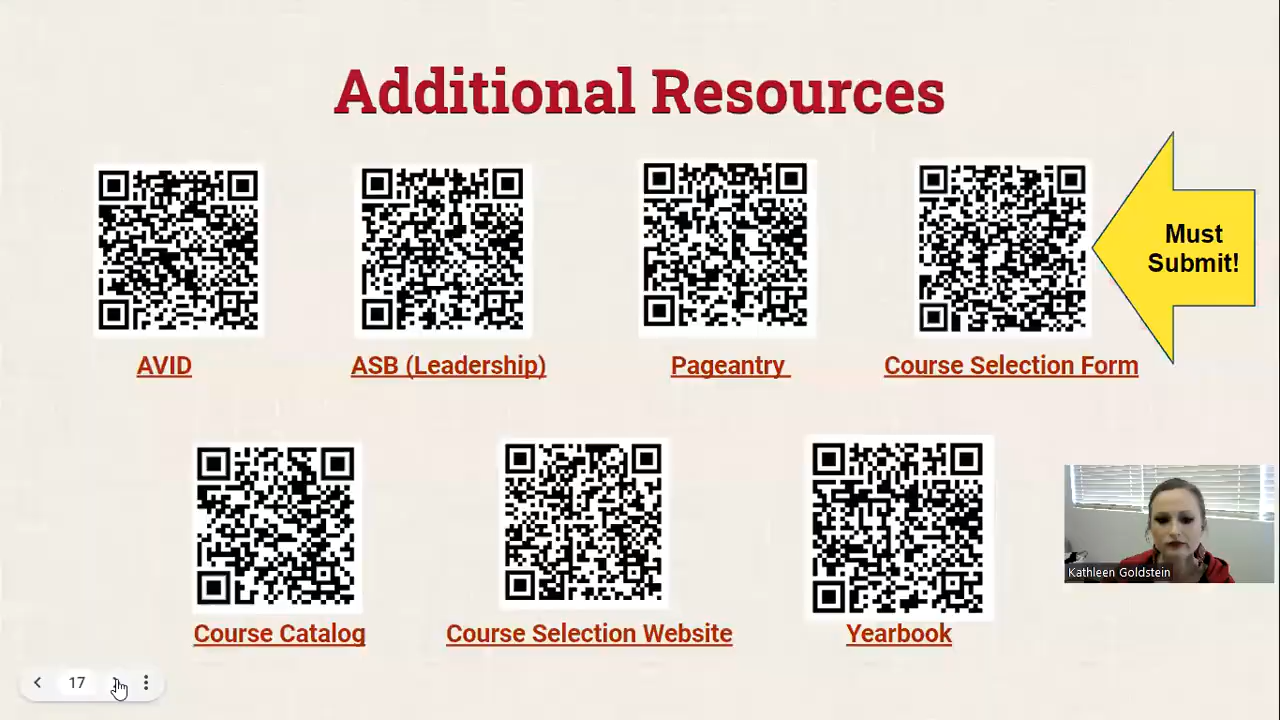 Additional Resources
Must
Submit!
AVID
ASB (Leadership)
Pageantry
Course Selection Form
Kathleen Goldstein
Course Catalog
Course Selection Website
Yearbook
17